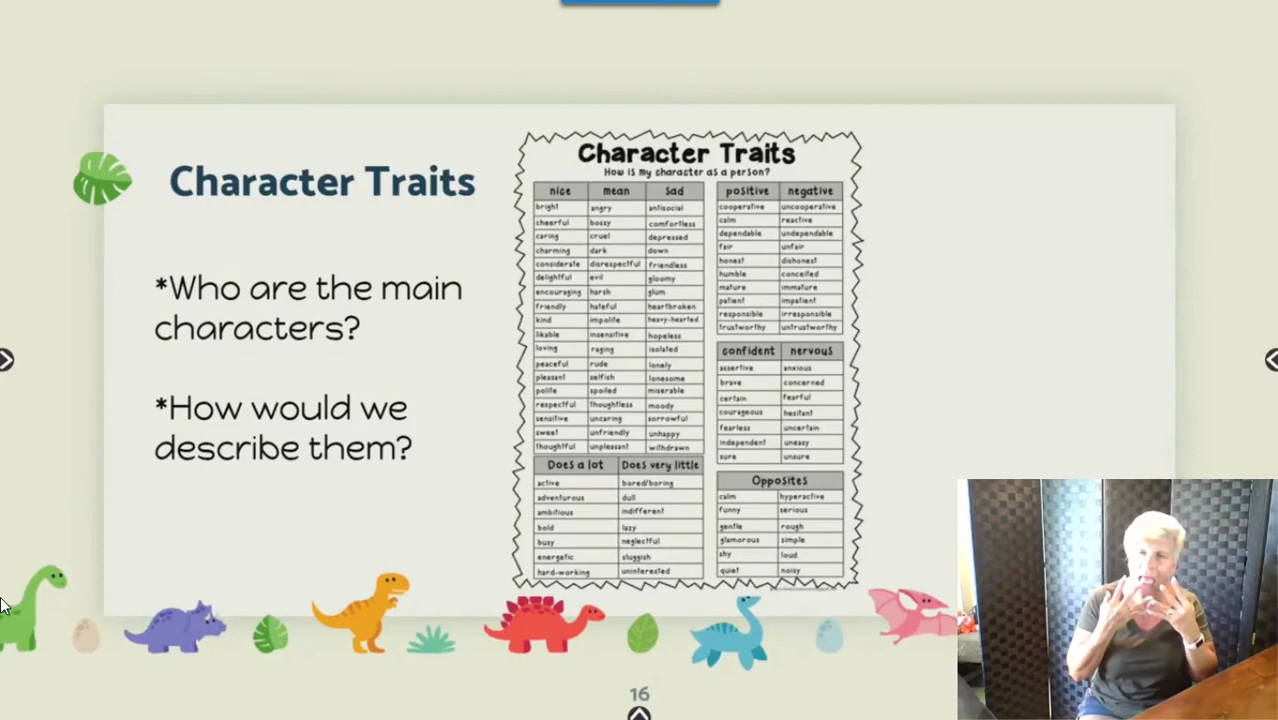 Character Traits
*Who are the main
characters?
*How would we
describe them?
Character Traits
How is my character as a person?
nice mean sad
bright angry antisocial
cheerful bossy comfortless
caring cruel depressed
charming dark down
considerate disrespectful friendless
delightful evil gloomy
encouraging harsh glum
friendly hateful heartbroken
kind impolite heavy-hearted
likable insensitive hopeless
loving raging isolated
peaceful rude lonely
pleasant selfish lonesome
polite spoiled miserable
respectful thoughtless moody
sensitive uncaring sorrowful
sweet unfriendly unhappy
thoughtful unpleasant withdrawn
Does a lot Does very little
active bored/boring
adventurous dull
ambitious indifferent
bold lazy
busy neglectful
energetic sluggish
hard-working uninterested
positive negative
cooperative uncooperative
calm reactive
dependable undependable
fair unfair
honest dishonest
humble conceited
mature immature
patient impatient
responsible irresponsible
trustworthy untrustworthy
confident nervous
assertive anxious
brave concerned
certain fearful
courageous hesitant
fearless uncertain
independent uneasy
sure unsure
Opposites
calm hyperactive
funny serious
gentle rough
glamorous simple
shy loud
quiet noisy
16